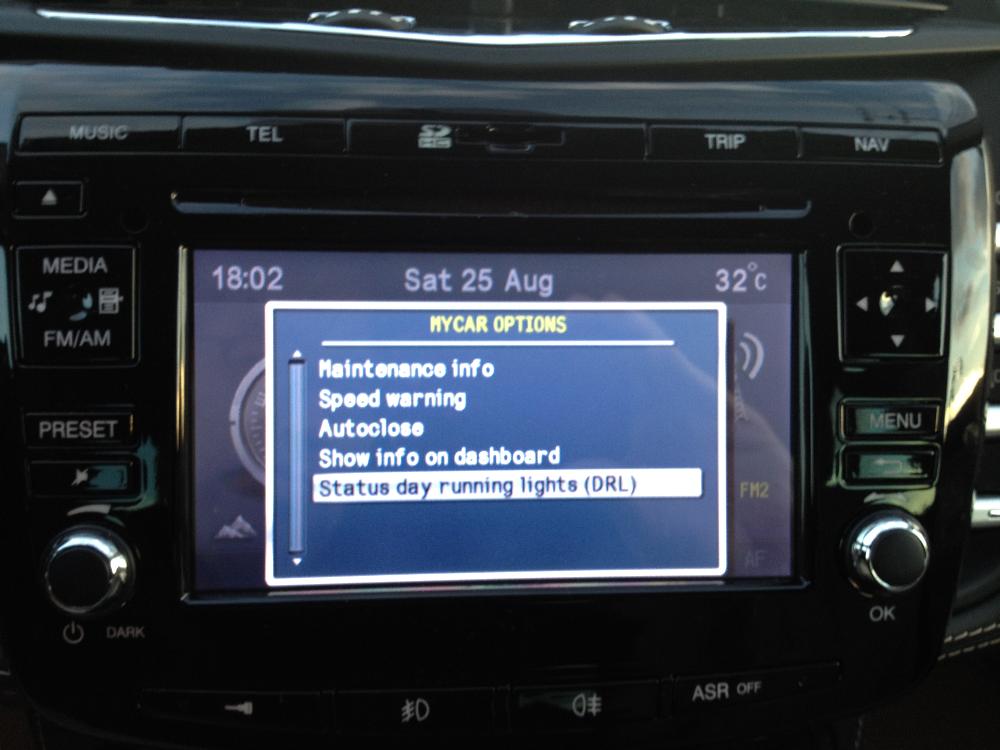 MUSIC
TEL
SD
HC
TRIP
NAV
MEDIA
FM/AM
18:02 Sat 25 Aug 32°C
MYCAR OPTIONS
Maintenance info
Speed warning
Autoclose
Show info on dashboard
Status day running lights (DRL)
FM2
AF
PRESET
MENU
DARK
OK
ASR OFF